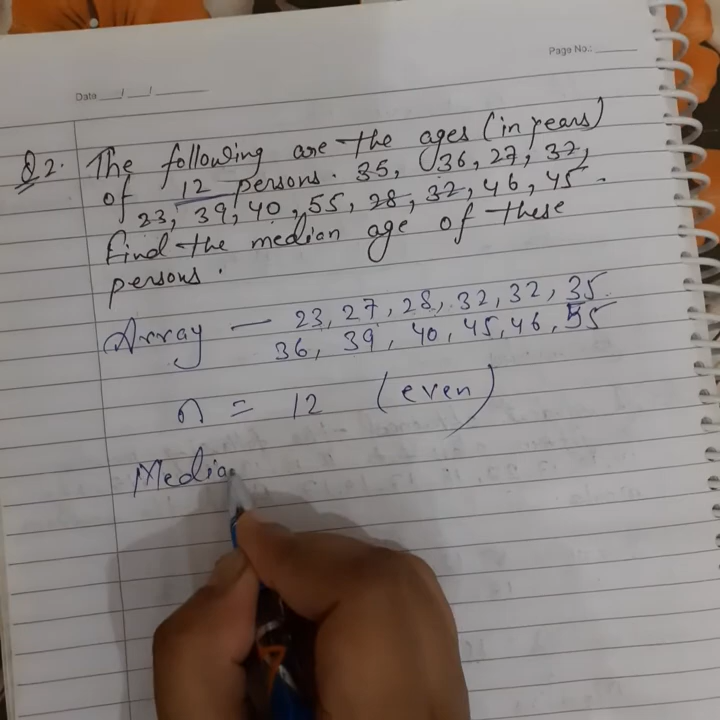 Page No.:
Date / /
Q2. The following are the ages (in years)
of 12 persons. 35, 36, 27, 32,
23, 39, 40, 55, 28, 32, 46, 45.
find the median age of these
persons.
Array — 23, 27, 28, 32, 32, 35
36, 39, 40, 45, 46, 55
n = 12 (even)
Media